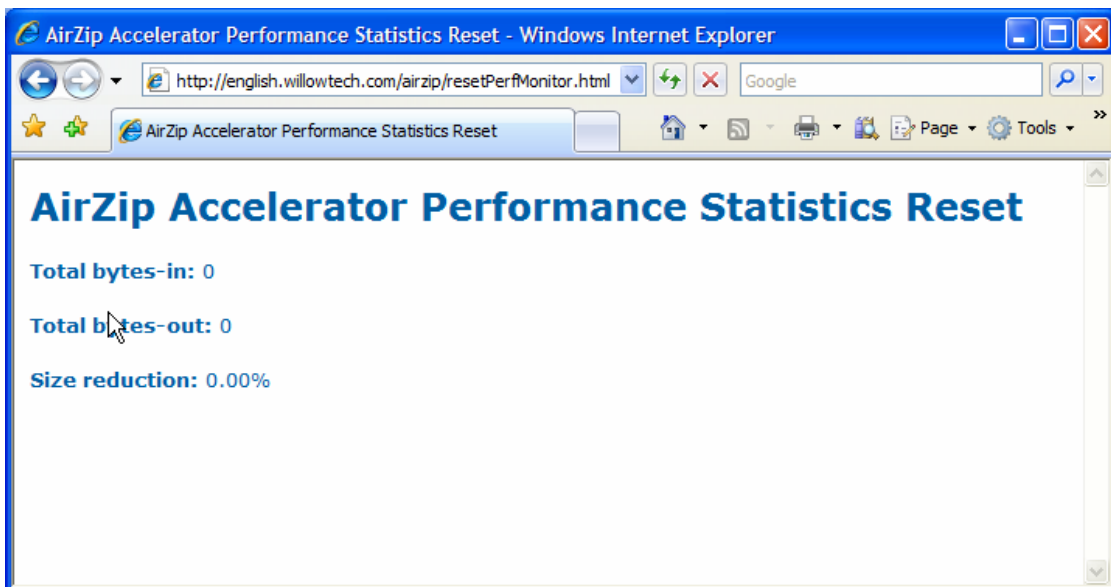 AirZip Accelerator Performance Statistics Reset - Windows Internet Explorer
http://english.willowtech.com/airzip/resetPerfMonitor.html
Google
AirZip Accelerator Performance Statistics Reset
Page
Tools
»
AirZip Accelerator Performance Statistics Reset
Total bytes-in: 0
Total bytes-out: 0
Size reduction: 0.00%